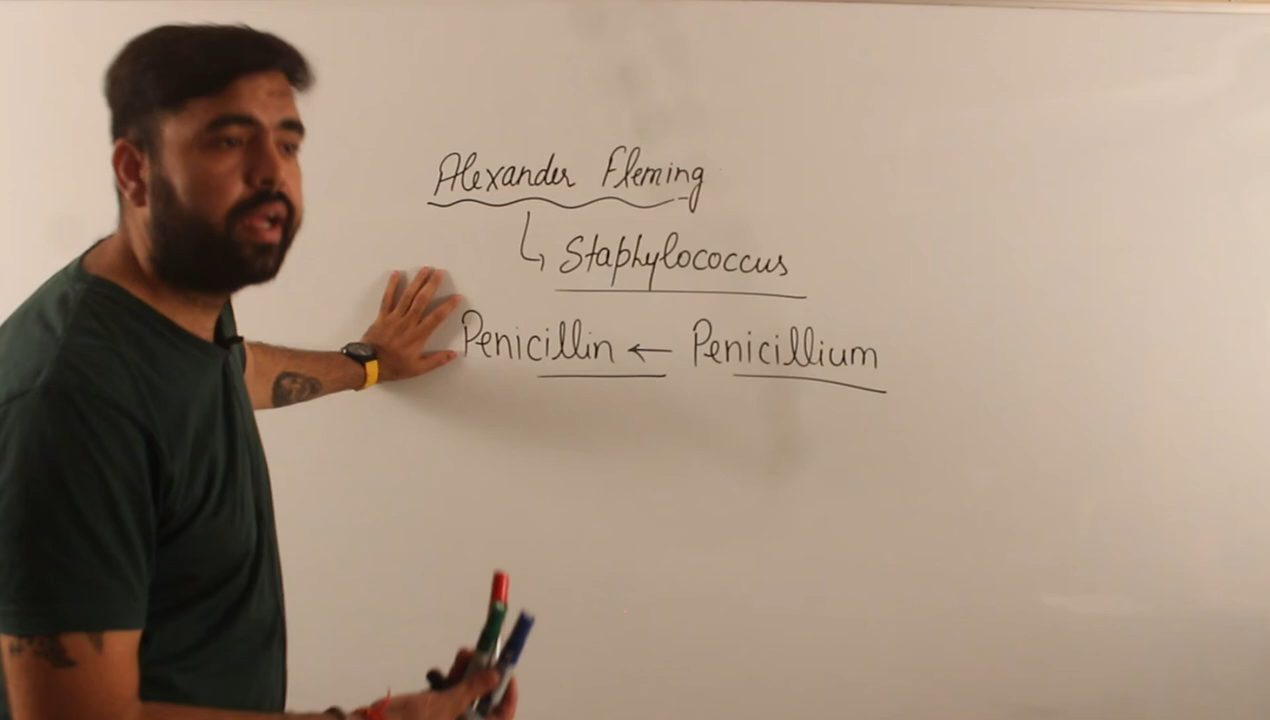 Alexander Fleming
↳ Staphylococcus
Penicillin ← Penicillium